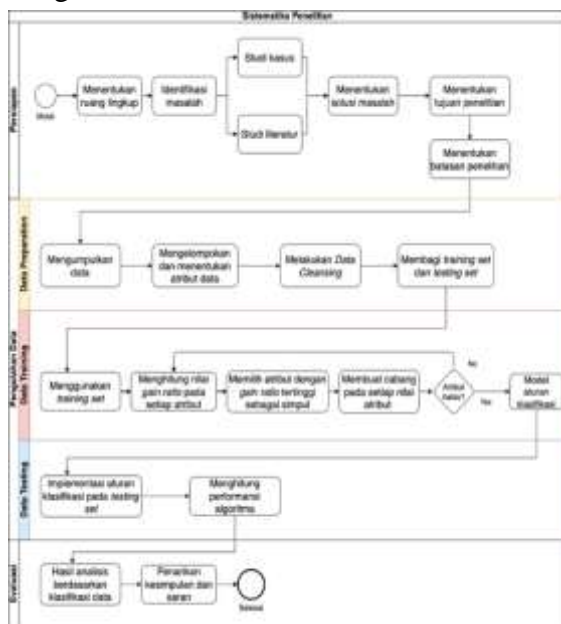 Sistematika Penelitian
Persiapan
Mulai
Menentukan
ruang lingkup
Identifikasi
masalah
Studi kasus
Studi literatur
Menentukan
solusi masalah
Menentukan
tujuan penelitian
Menentukan
batasan penelitian
Pengolahan Data
Data Preparation
Mengumpulkan
data
Mengelompokan
dan menentukan
atribut data
Melakukan Data
Cleansing
Membagi training set
dan testing set
Data Training
Menggunakan
training set
Menghitung nilai
gain ratio pada
setiap atribut
Memilih atribut dengan
gain ratio tertinggi
sebagai simpul
Membuat cabang
pada setiap nilai
atribut
No
Atribut
habis?
Yes
Model
aturan
klasifikasi
Data Testing
Implementasi aturan
klasifikasi pada testing
set
Menghitung
performansi
algoritma
Evaluasi
Hasil analisis
berdasarkan
klasifikasi data
Penarikan
kesimpulan dan
saran
Selesai